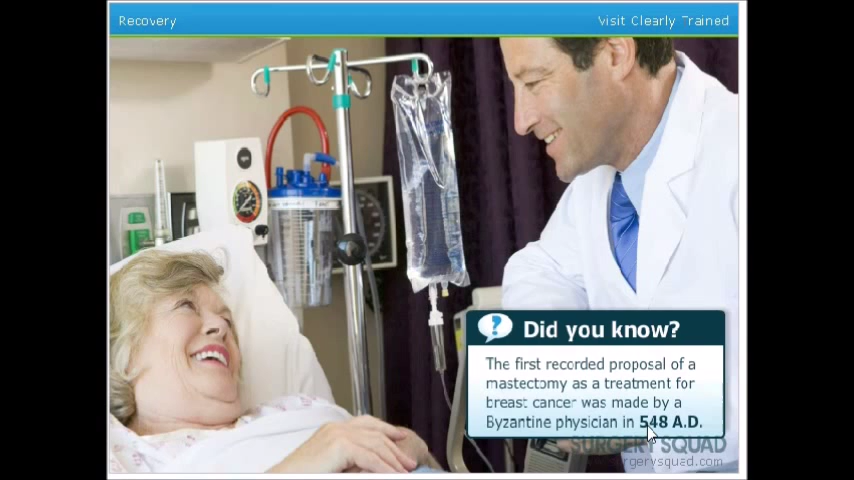 Recovery
Visit Clearly Trained
Did you know?
The first recorded proposal of a
mastectomy as a treatment for
breast cancer was made by a
Byzantine physician in 548 A.D.
SURGERY SQUAD
www.surgerysquad.com